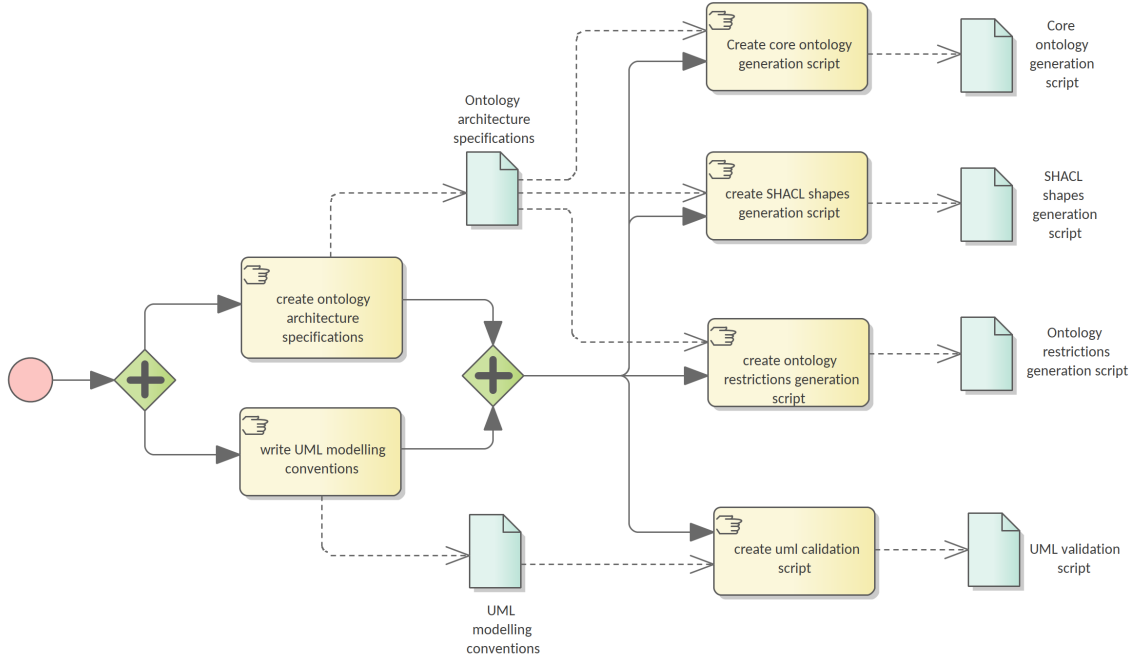 Create core ontology
generation script
Core
ontology
generation
script
Ontology
architecture
specifications
create SHACL shapes
generation script
SHACL
shapes
generation
script
create ontology
architecture
specifications
create ontology
restrictions generation
script
Ontology
restrictions
generation script
write UML modelling
conventions
create uml calidation
script
UML validation
script
UML
modelling
conventions